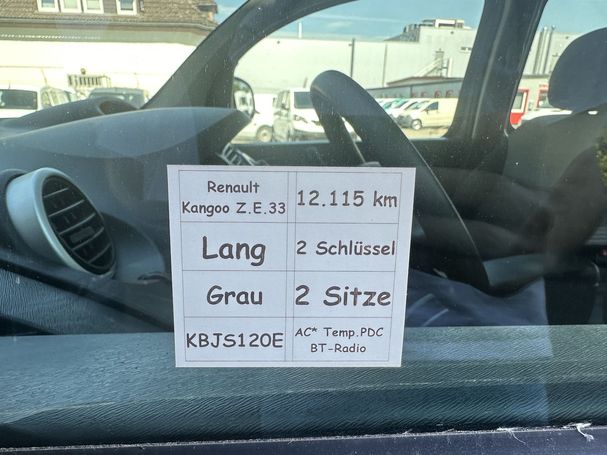 Renault
Kangoo Z.E.33
12.115 km
Lang
2 Schlüssel
Grau
2 Sitze
KBJS120E
AC* Temp.PDC
BT-Radio